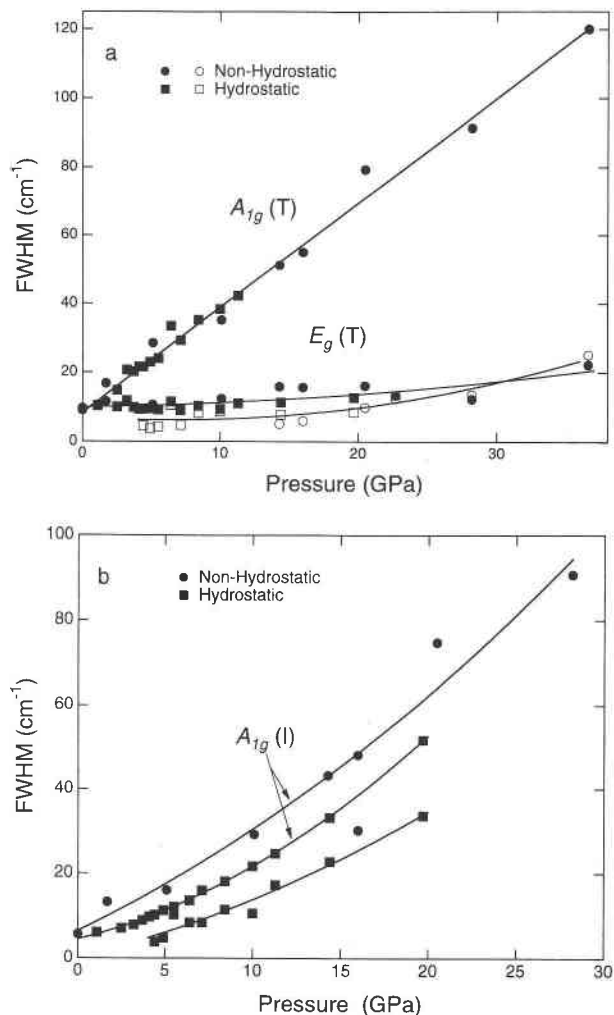 120
a
● ○ Non-Hydrostatic
■ □ Hydrostatic
100
80
A1g (T)
60
40
Eg (T)
20
0
FWHM (cm-1)
0 10 20 30
Pressure (GPa)
100
b
● Non-Hydrostatic
■ Hydrostatic
80
60
A1g (I)
40
20
0
FWHM (cm-1)
0 5 10 15 20 25 30
Pressure (GPa)